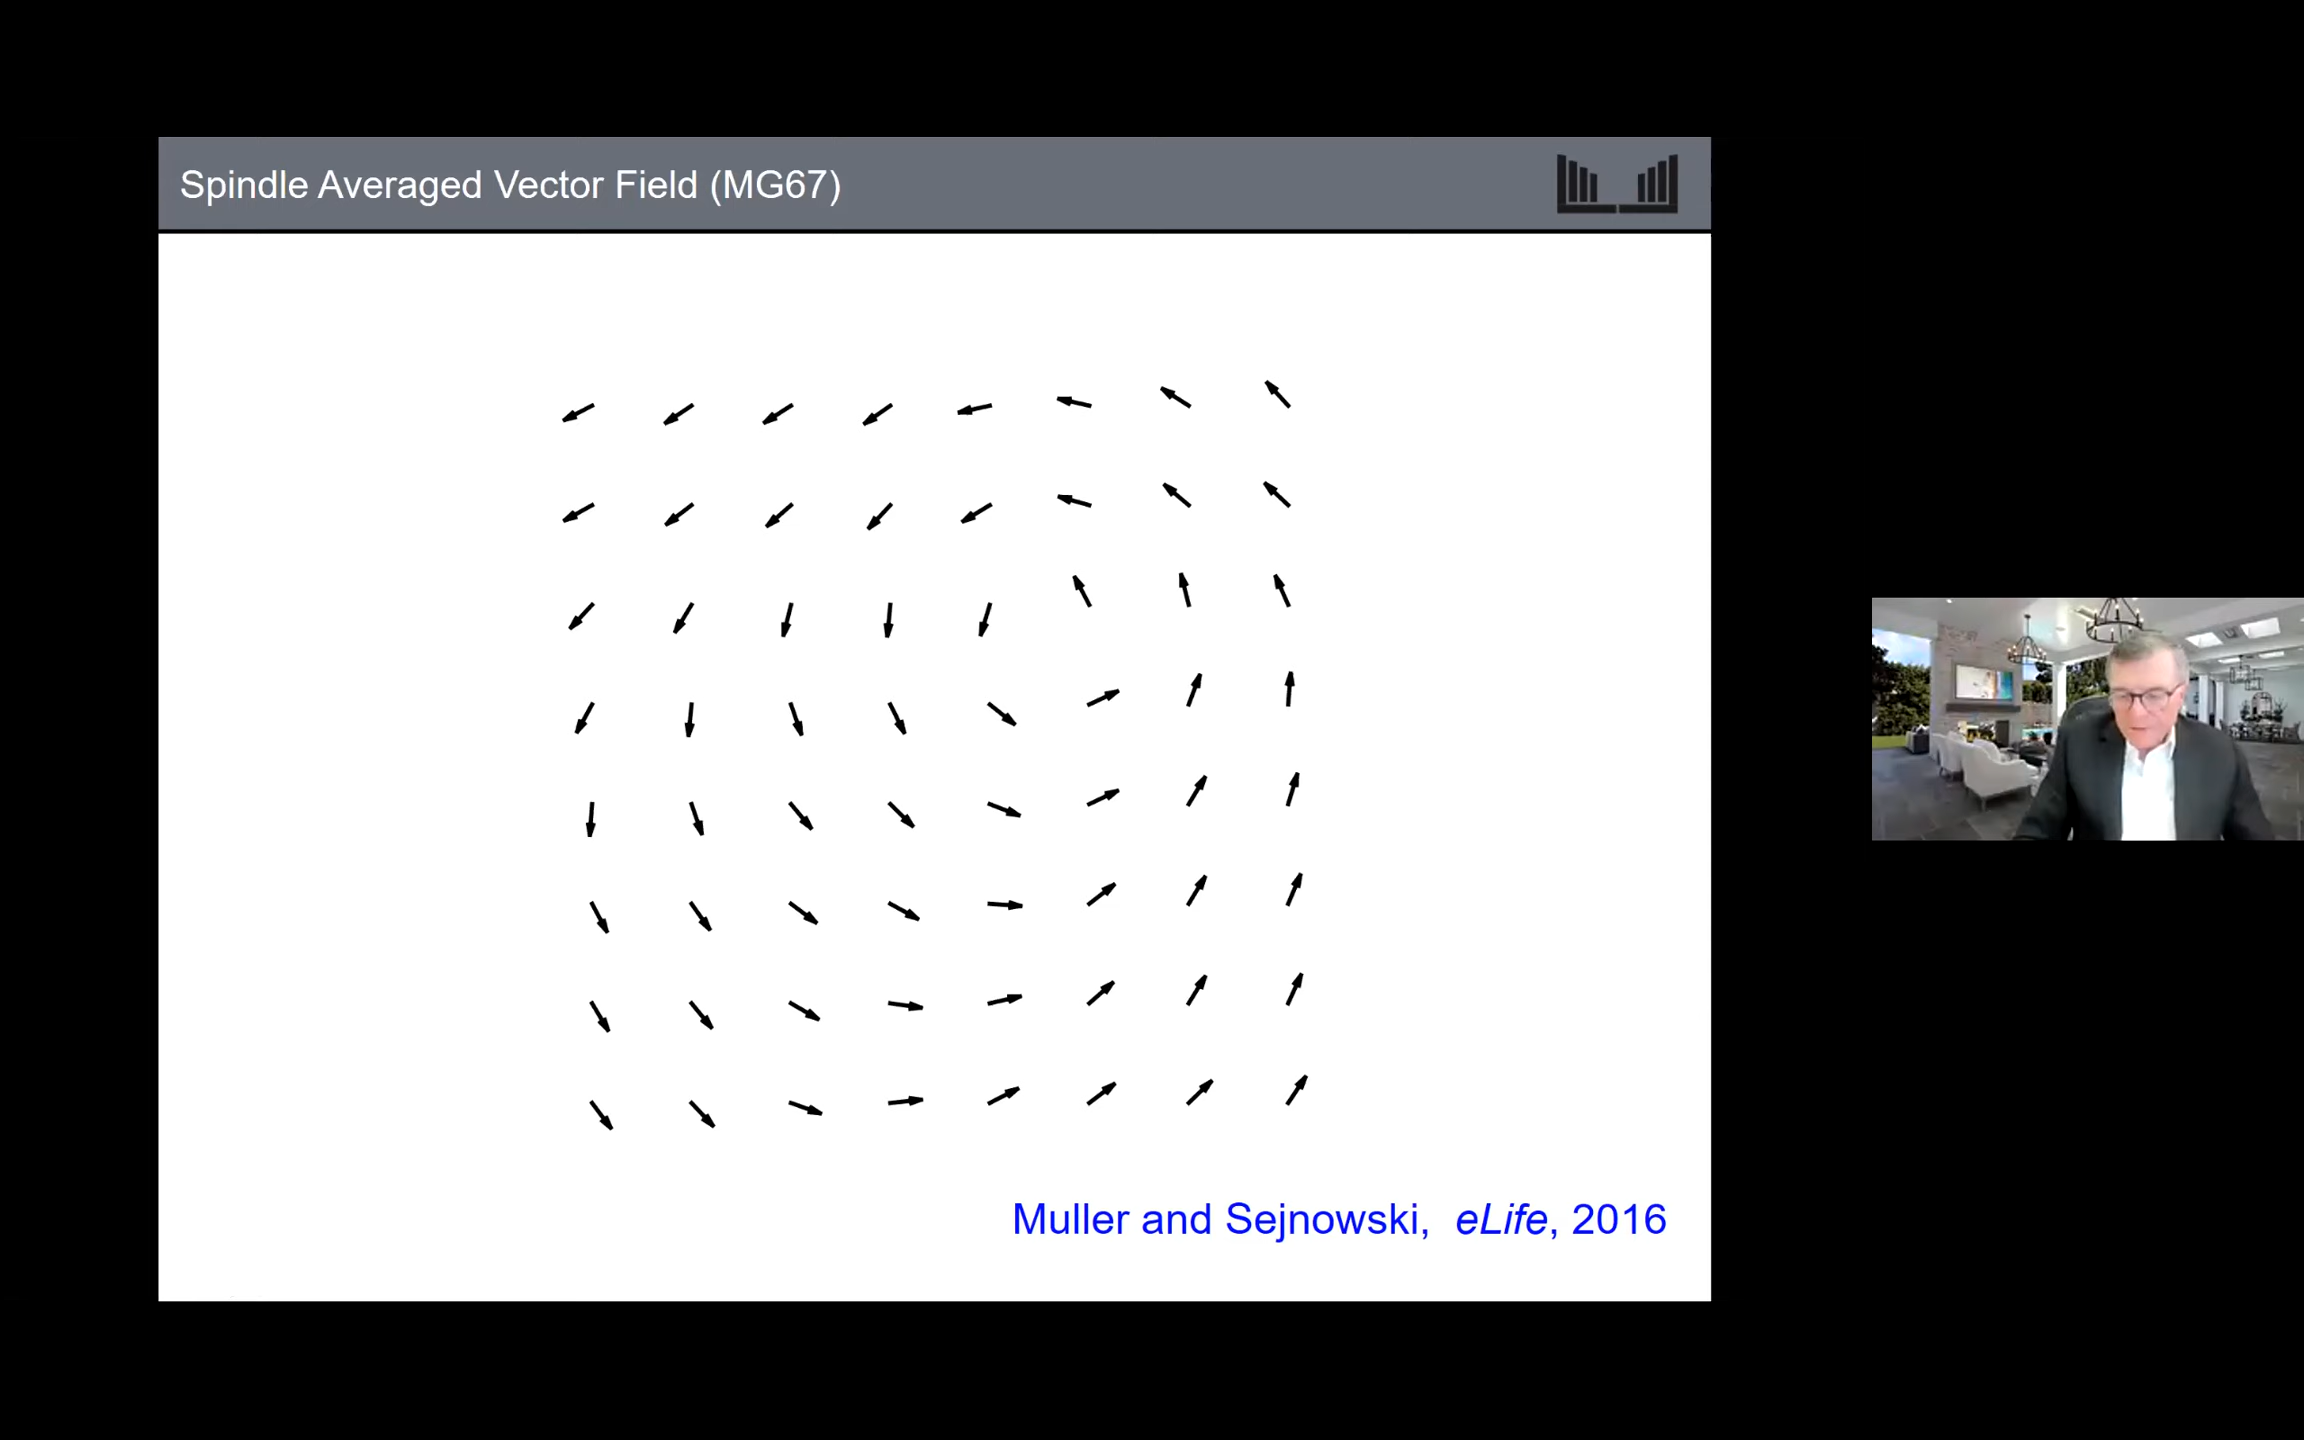 Spindle Averaged Vector Field (MG67)
Muller and Sejnowski, eLife, 2016